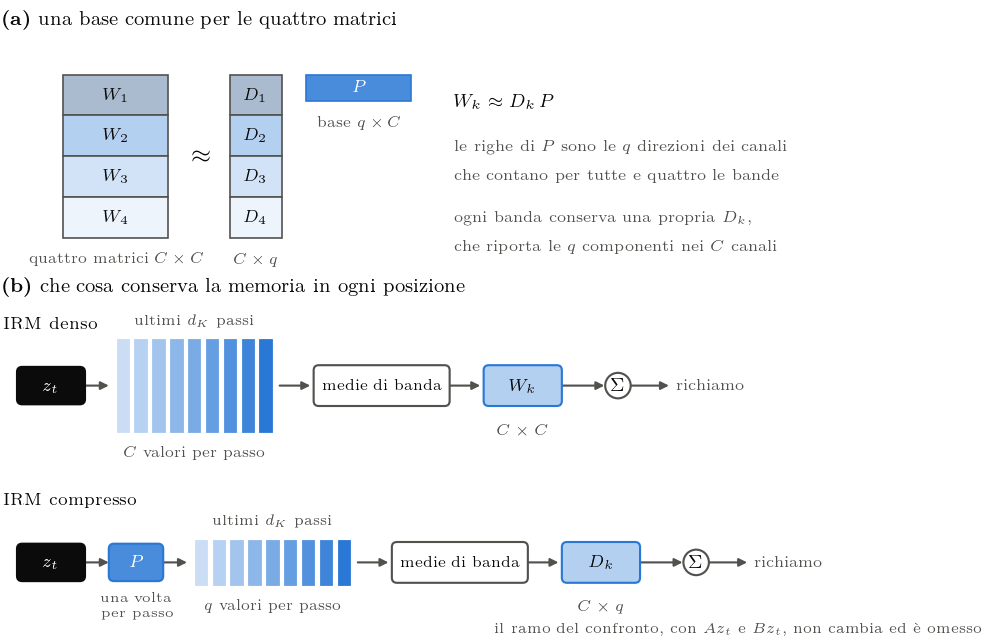 (a) una base comune per le quattro matrici
W₁
W₂
W₃
W₄
≈
D₁
D₂
D₃
D₄
P
base q × C
quattro matrici C × C
C × q
Wₖ ≈ Dₖ P
le righe di P sono le q direzioni dei canali
che contano per tutte e quattro le bande
ogni banda conserva una propria Dₖ,
che riporta le q componenti nei C canali
(b) che cosa conserva la memoria in ogni posizione
IRM denso
ultimi d_K passi
zₜ
medie di banda
Wₖ
Σ
richiamo
C × C
C valori per passo
IRM compresso
ultimi d_K passi
zₜ
P
medie di banda
Dₖ
Σ
richiamo
una volta
per passo
q valori per passo
C × q
il ramo del confronto, con Azₜ e Bzₜ, non cambia ed è omesso